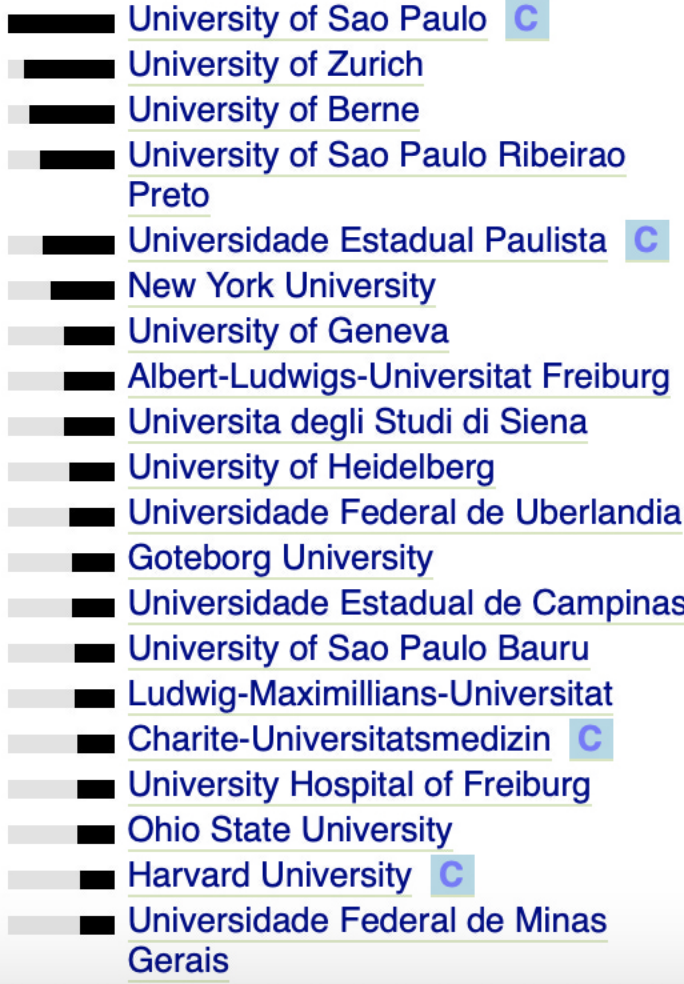 University of Sao Paulo C
University of Zurich
University of Berne
University of Sao Paulo Ribeirao
Preto
Universidade Estadual Paulista C
New York University
University of Geneva
Albert-Ludwigs-Universitat Freiburg
Universita degli Studi di Siena
University of Heidelberg
Universidade Federal de Uberlandia
Goteborg University
Universidade Estadual de Campinas
University of Sao Paulo Bauru
Ludwig-Maximillians-Universitat
Charite-Universitatsmedizin C
University Hospital of Freiburg
Ohio State University
Harvard University C
Universidade Federal de Minas
Gerais